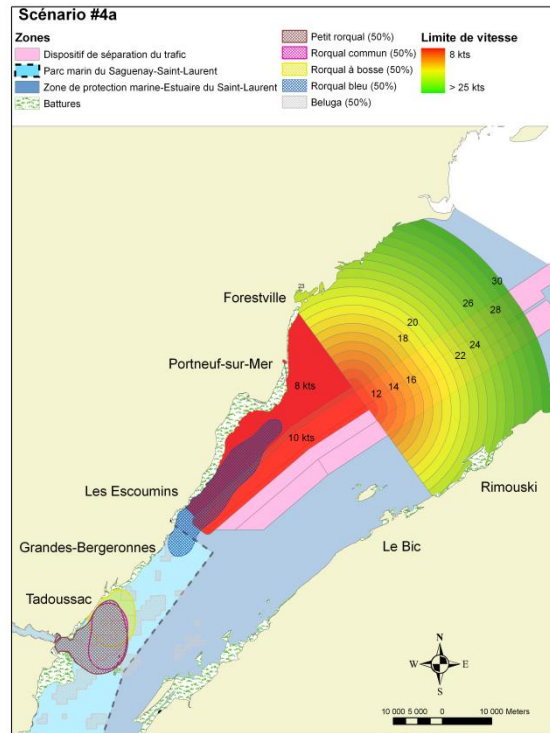 Scénario #4a
Zones
Dispositif de séparation du trafic
Parc marin du Saguenay-Saint-Laurent
Zone de protection marine-Estuaire du Saint-Laurent
Battures
Petit rorqual (50%)
Rorqual commun (50%)
Rorqual à bosse (50%)
Rorqual bleu (50%)
Beluga (50%)
Limite de vitesse
8 kts
> 25 kts
Forestville
30
26
28
20
18
24
22
Portneuf-sur-Mer
8 kts
16
14
12
10 kts
Les Escoumins
Rimouski
Le Bic
Grandes-Bergeronnes
Tadoussac
N
W E
S
10 000 5 000 0 10 000 Meters